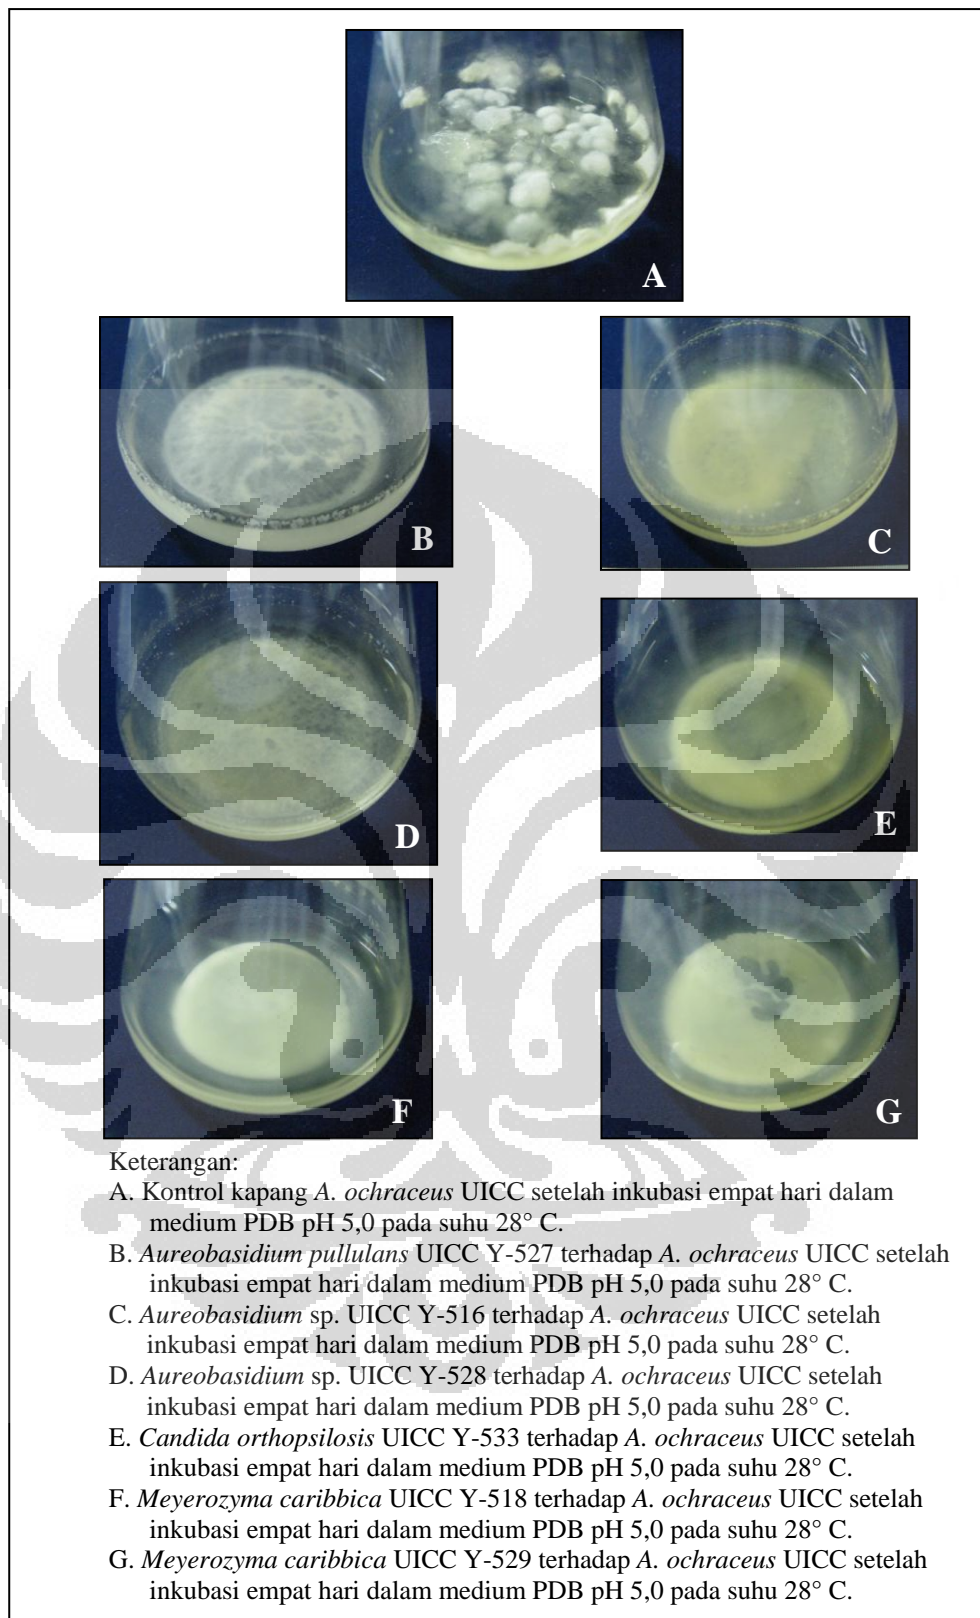 A
B
C
D
E
F
G
Keterangan:
A. Kontrol kapang A. ochraceus UICC setelah inkubasi empat hari dalam
medium PDB pH 5,0 pada suhu 28° C.
B. Aureobasidium pullulans UICC Y-527 terhadap A. ochraceus UICC setelah
inkubasi empat hari dalam medium PDB pH 5,0 pada suhu 28° C.
C. Aureobasidium sp. UICC Y-516 terhadap A. ochraceus UICC setelah
inkubasi empat hari dalam medium PDB pH 5,0 pada suhu 28° C.
D. Aureobasidium sp. UICC Y-528 terhadap A. ochraceus UICC setelah
inkubasi empat hari dalam medium PDB pH 5,0 pada suhu 28° C.
E. Candida orthopsilosis UICC Y-533 terhadap A. ochraceus UICC setelah
inkubasi empat hari dalam medium PDB pH 5,0 pada suhu 28° C.
F. Meyerozyma caribbica UICC Y-518 terhadap A. ochraceus UICC setelah
inkubasi empat hari dalam medium PDB pH 5,0 pada suhu 28° C.
G. Meyerozyma caribbica UICC Y-529 terhadap A. ochraceus UICC setelah
inkubasi empat hari dalam medium PDB pH 5,0 pada suhu 28° C.